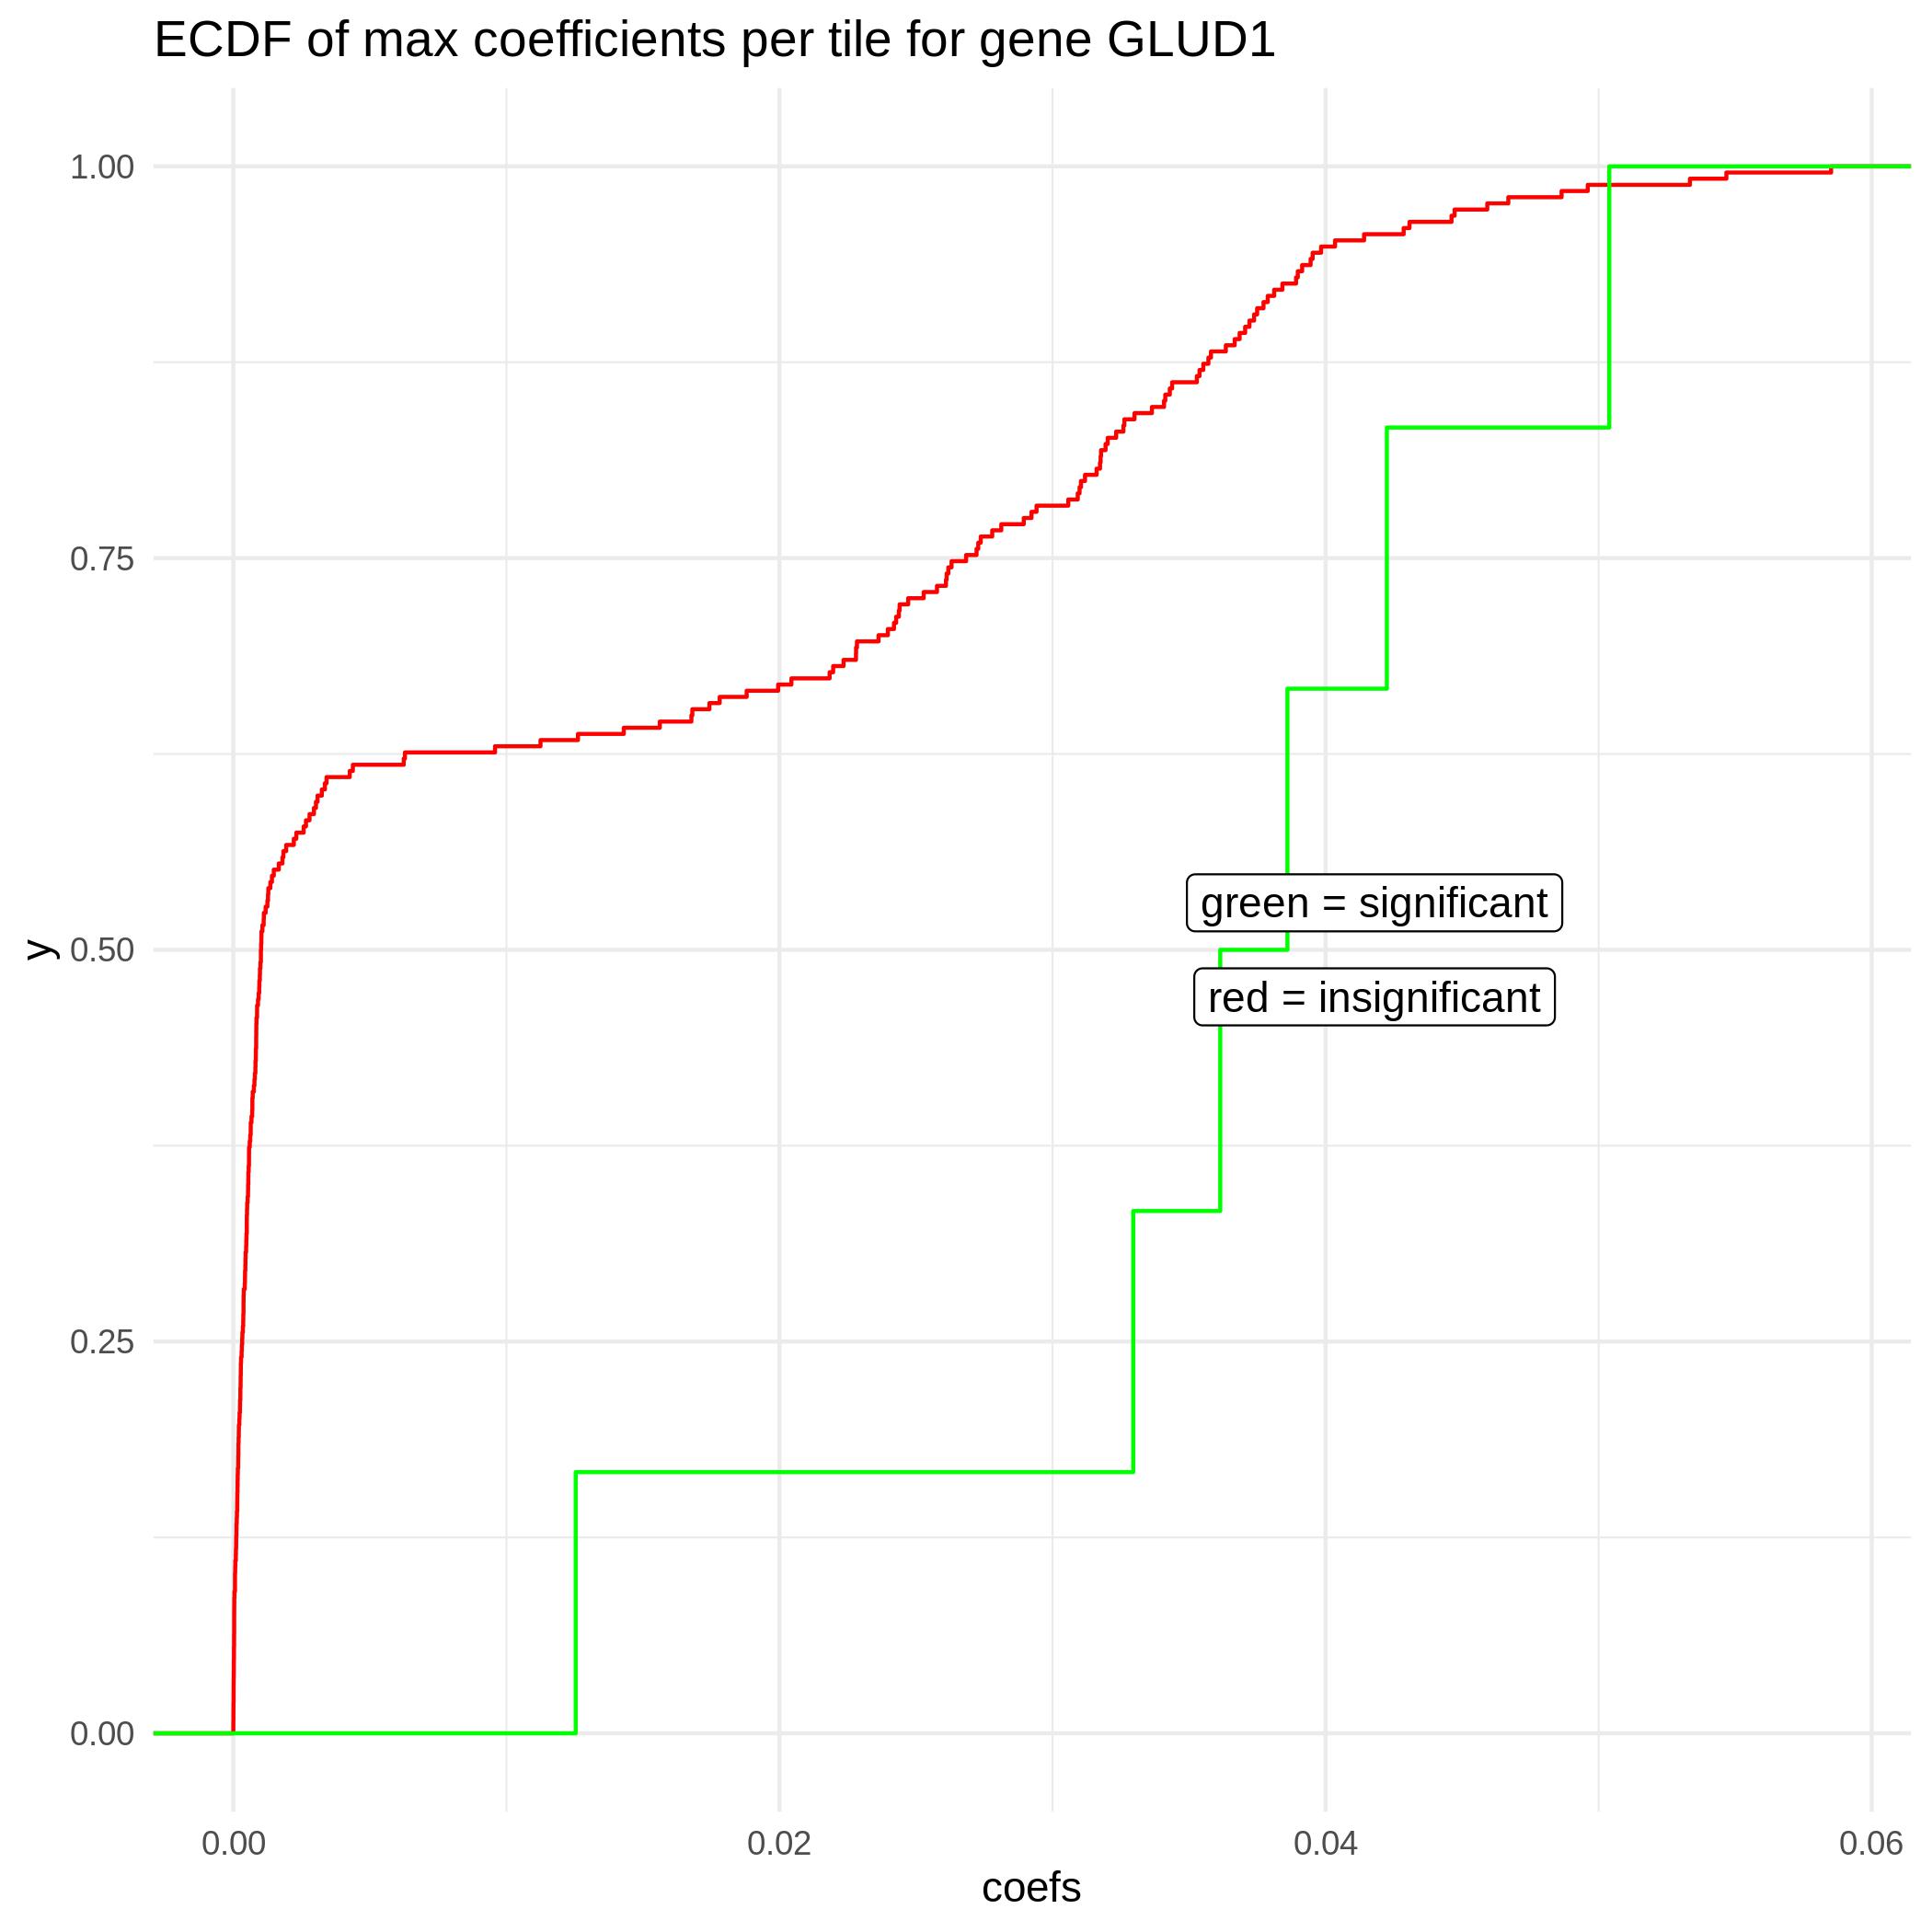 ECDF of max coefficients per tile for gene GLUD1
1.00
0.75
0.50
0.25
0.00
y
green = significant
red = insignificant
0.00 0.02 0.04 0.06
coefs